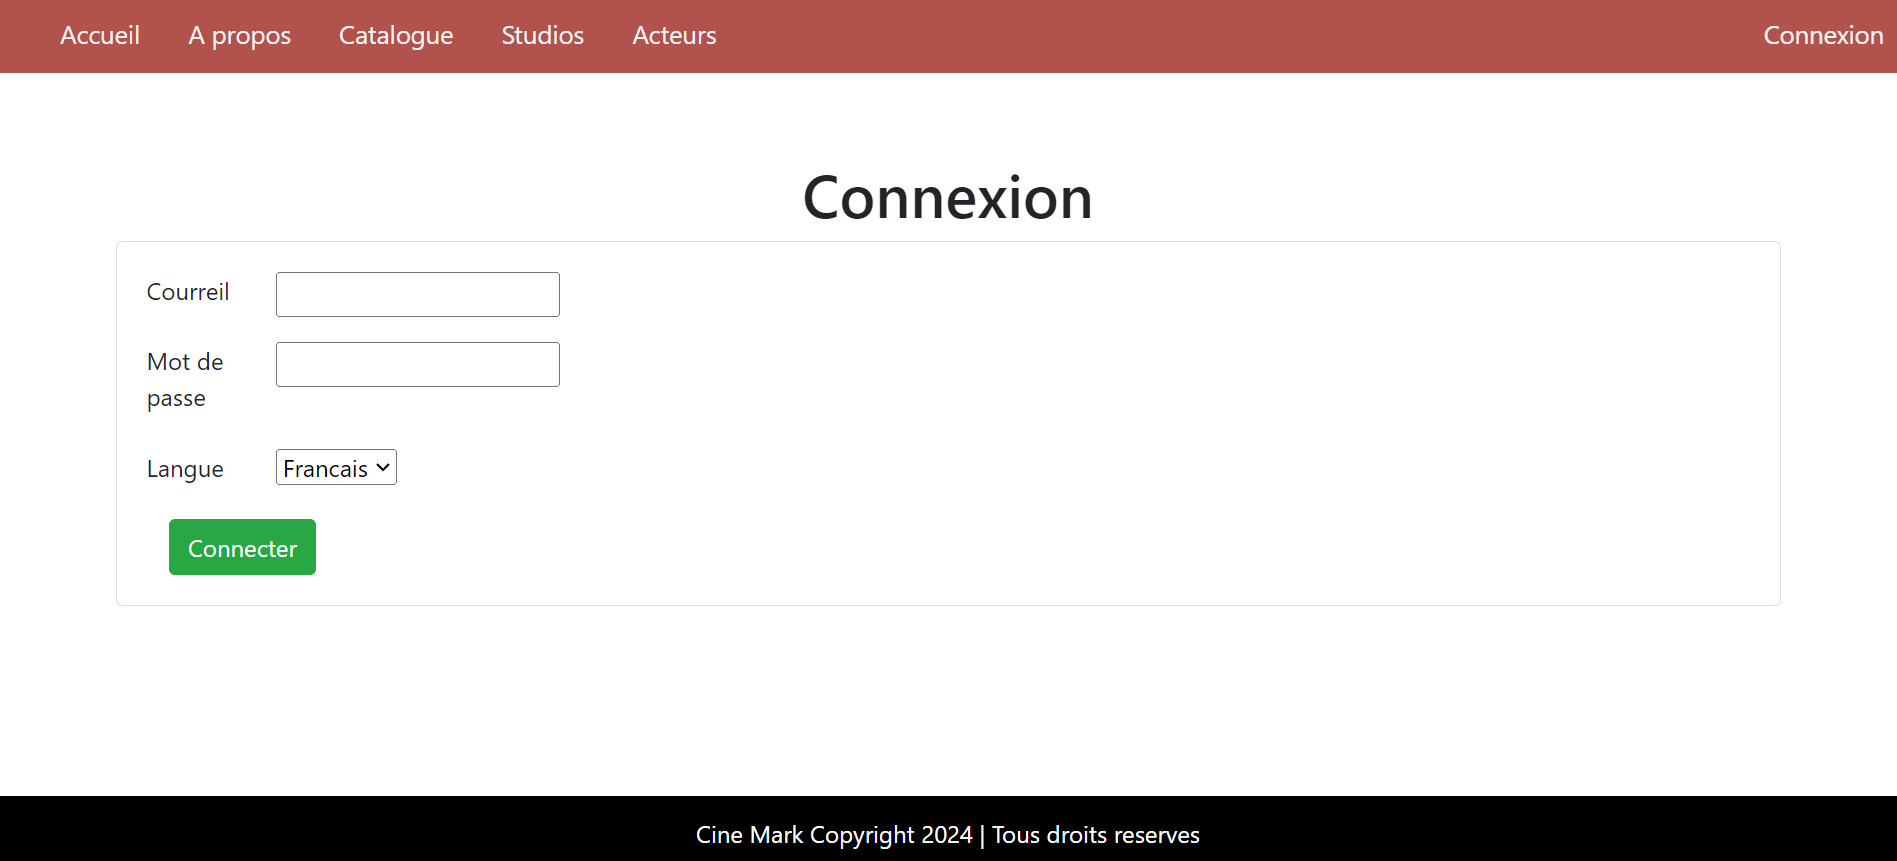 Accueil A propos Catalogue Studios Acteurs Connexion
Connexion
Courreil
Mot de
passe
Langue Francais
Connecter
Cine Mark Copyright 2024 | Tous droits reserves